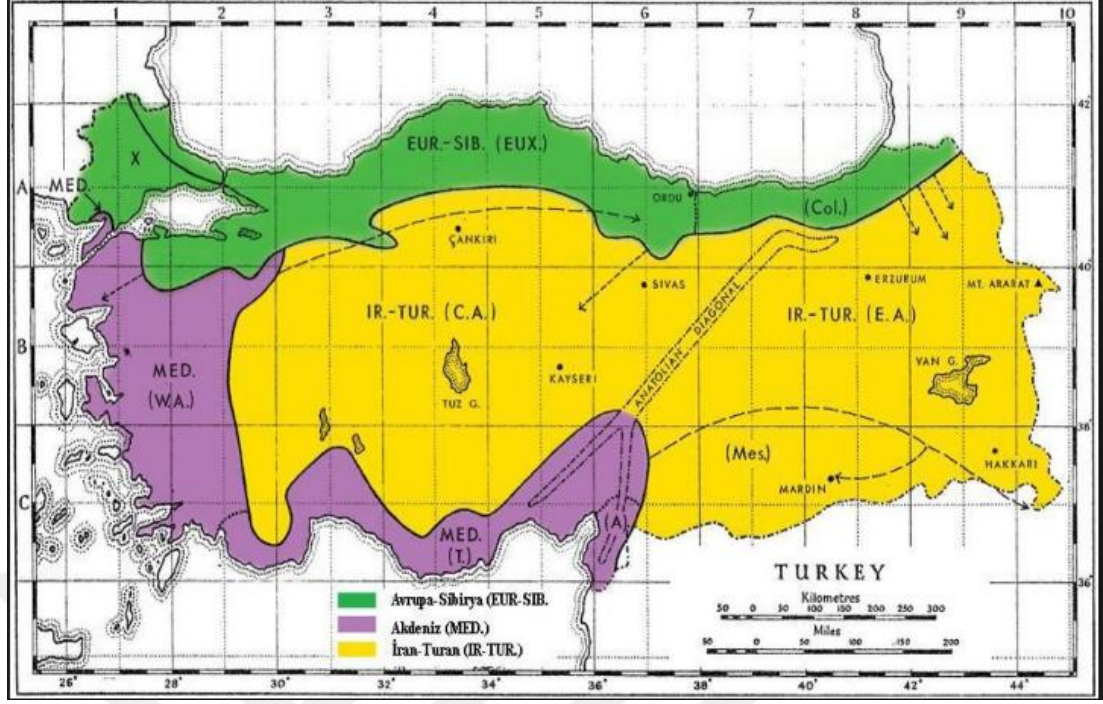 1 2 3 4 5 6 7 8 9 10
42°
X
EUR.-SIB. (EUX.)
A
MED.
ORDU
(Col.)
ÇANKIRI
40
SİVAS
ERZURUM
MT. ARARAT
IR.-TUR. (C.A.)
ANATOLIAN DIAGONAL
IR.-TUR. (E.A.)
B
MED.
(W.A.)
KAYSERI
VAN G.
TUZ G.
(Mes.)
HAKKARI
MARDIN
C
(A)
MED.
(T.)
36°
TURKEY
Kilometres
50 0 50 100 150 200 250 300
Miles
50 0 50 100 150 200
Avrupa-Sibirya (EUR-SIB.
Akdeniz (MED.)
İran-Turan (IR-TUR.)
26° 28° 30° 32° 34° 36° 38° 40° 42° 44°